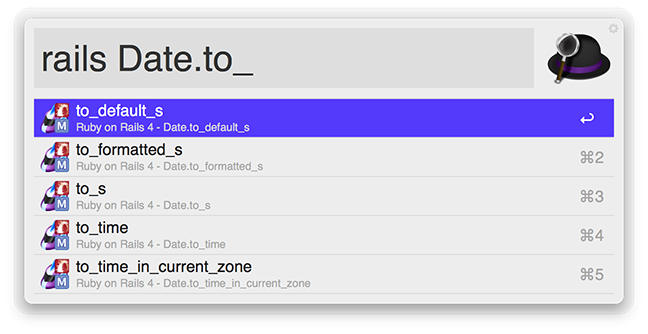 rails Date.to_
to_default_s
Ruby on Rails 4 - Date.to_default_s
↩
to_formatted_s
Ruby on Rails 4 - Date.to_formatted_s
⌘2
to_s
Ruby on Rails 4 - Date.to_s
⌘3
to_time
Ruby on Rails 4 - Date.to_time
⌘4
to_time_in_current_zone
Ruby on Rails 4 - Date.to_time_in_current_zone
⌘5
M
M
M
M
M